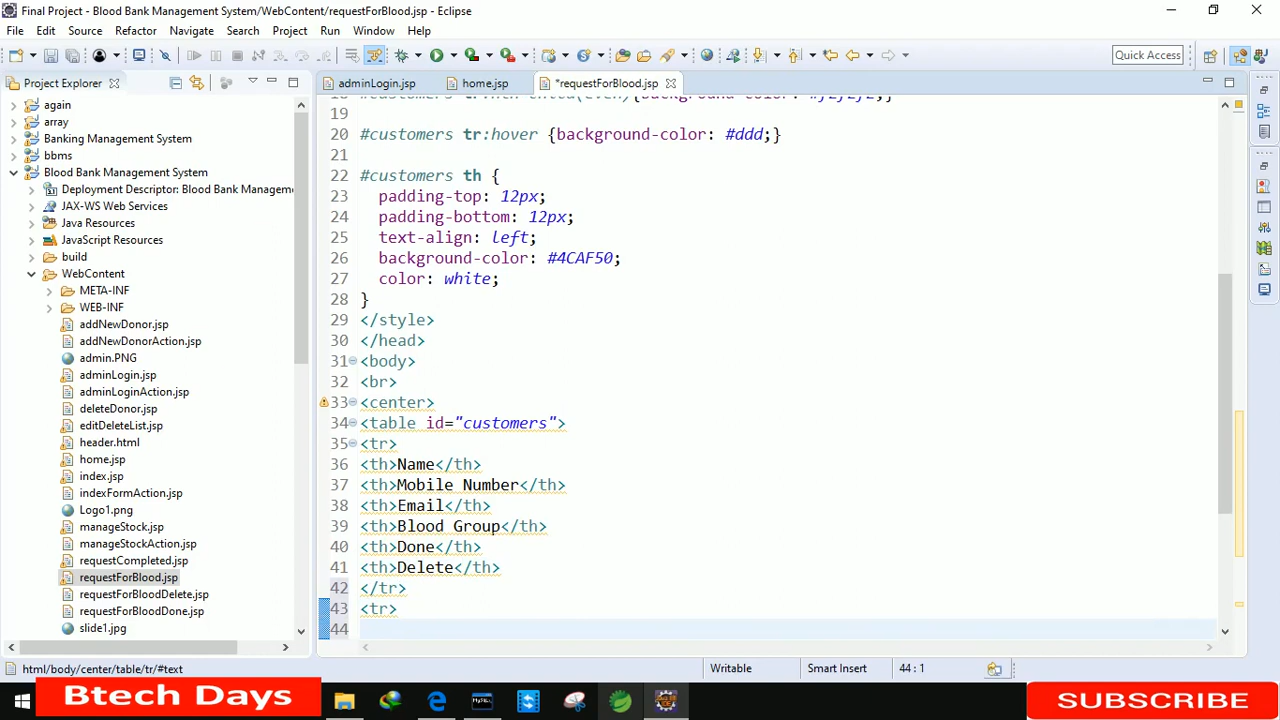 Final Project - Blood Bank Management System/WebContent/requestForBlood.jsp - Eclipse
File Edit Source Refactor Navigate Search Project Run Window Help
Quick Access
Project Explorer
adminLogin.jsp
home.jsp
*requestForBlood.jsp
again
array
Banking Management System
bbms
Blood Bank Management System
Deployment Descriptor: Blood Bank Managem
JAX-WS Web Services
Java Resources
JavaScript Resources
build
WebContent
META-INF
WEB-INF
addNewDonor.jsp
addNewDonorAction.jsp
admin.PNG
adminLogin.jsp
adminLoginAction.jsp
deleteDonor.jsp
editDeleteList.jsp
header.html
home.jsp
index.jsp
indexFormAction.jsp
Logo1.png
manageStock.jsp
manageStockAction.jsp
requestCompleted.jsp
requestForBlood.jsp
requestForBloodDelete.jsp
requestForBloodDone.jsp
slide1.jpg
19
20 #customers tr:hover {background-color: #ddd;}
21
22 #customers th {
23 padding-top: 12px;
24 padding-bottom: 12px;
25 text-align: left;
26 background-color: #4CAF50;
27 color: white;
28 }
29 </style>
30 </head>
31 <body>
32 <br>
33 <center>
34 <table id="customers">
35 <tr>
36 <th>Name</th>
37 <th>Mobile Number</th>
38 <th>Email</th>
39 <th>Blood Group</th>
40 <th>Done</th>
41 <th>Delete</th>
42 </tr>
43 <tr>
44
html/body/center/table/tr/#text
Writable
Smart Insert
44 : 1
Btech Days
SUBSCRIBE